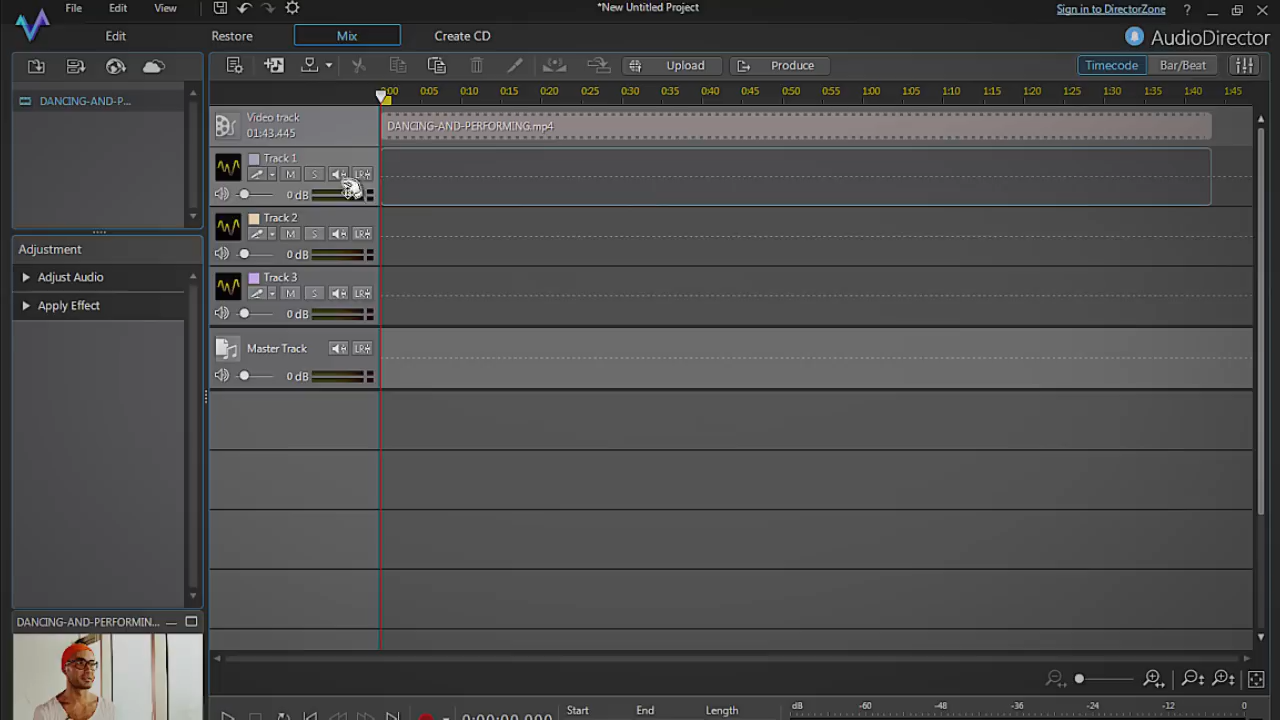 File Edit View *New Untitled Project Sign in to DirectorZone ?
Edit Restore Mix Create CD AudioDirector
Upload Produce Timecode Bar/Beat
DANCING-AND-P...
0:00 0:05 0:10 0:15 0:20 0:25 0:30 0:35 0:40 0:45 0:50 0:55 1:00 1:05 1:10 1:15 1:20 1:25 1:30 1:35 1:40 1:45
Video track
01:43.445
DANCING-AND-PERFORMING.mp4
Track 1
M S LR
0 dB
Track 2
M S LR
0 dB
Track 3
M S LR
0 dB
Master Track LR
0 dB
Adjustment
Adjust Audio
Apply Effect
DANCING-AND-PERFORMIN...
Start End Length
dB -72 -60 -48 -36 -24 -12 0